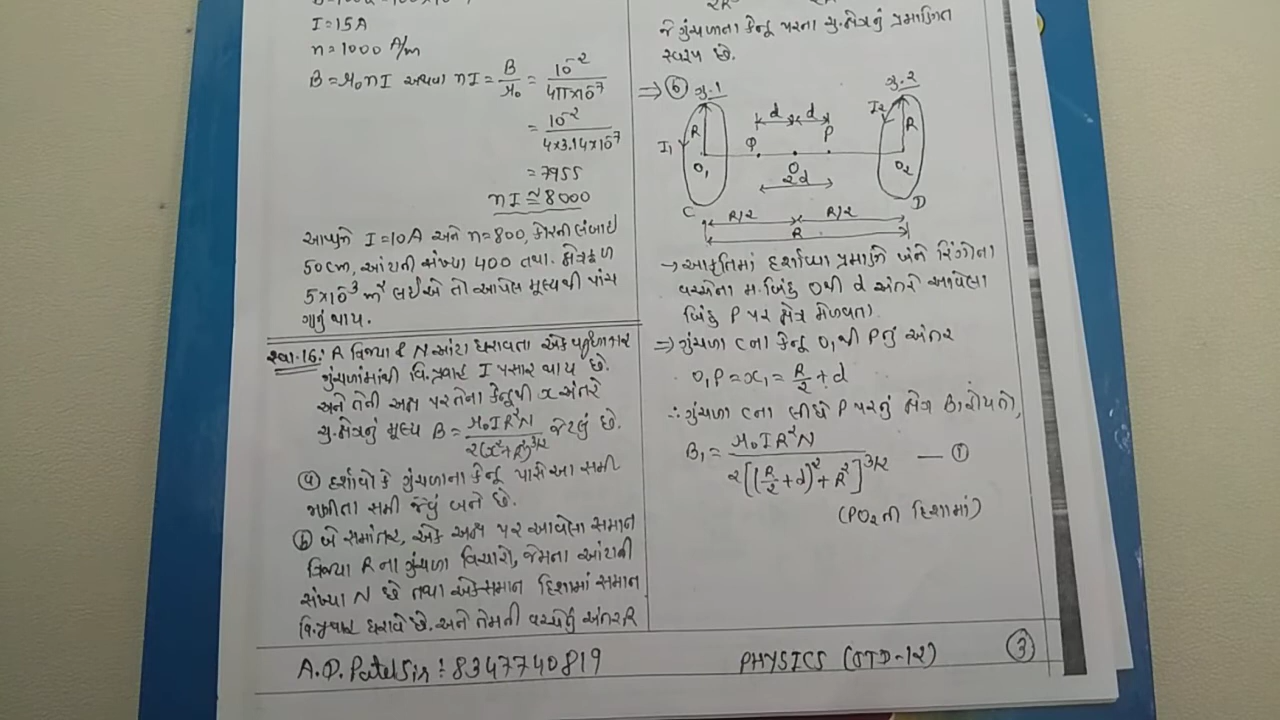 I = 15A
n = 1000 A/m
B = μ₀nI અથવા nI = B/μ₀ = 10⁻²/4π×10⁻⁷
= 10⁻²/4×3.14×10⁻⁷
= 7955
nI ≅ 8000
આપણે I=10A અને n=800, કોરની લંબાઈ
50cm, આંટાની સંખ્યા 400 તથા ક્ષેત્રફળ
5×10⁻³ m² લઈએ તો આપેલ મૂલ્યથી પાંચ
ગણું થાય.
સ્વા.16: R ત્રિજ્યા & N આંટા ધરાવતા એક વર્તુળાકાર
ગુંચળામાંથી વિ.પ્રવાહ I પસાર થાય છે.
અને તેની અક્ષ પર તેના કેન્દ્રથી x અંતરે
ચુ.ક્ષેત્રનું મૂલ્ય B = μ₀IR²N/2(x²+R²)^3/2 જેટલું છે.
(a) દર્શાવો કે ગુંચળાના કેન્દ્ર પાસે આ સમી
જાણીતા સમી જેવું બને છે.
(b) બે સમાંતર, એક અક્ષ પર આવેલા સમાન
ત્રિજ્યા R ના ગુંચળા વિચારો, જેમના આંટાની
સંખ્યા N છે તથા એકસમાન દિશામાં સમાન
વિ.પ્રવાહ ધરાવે છે. અને તેમની વચ્ચેનું અંતર R
જે ગુંચળાના કેન્દ્ર પરના ચુ.ક્ષેત્રનું પ્રમાણિત
સ્વરૂપ છે.
⇒ (b) ગુ.1 ગુ.2
d d
I₁ R Q P I₂ R
O₁ O O₂
2d
C D
R/2 R/2
R
→ આકૃતિમાં દર્શાવ્યા પ્રમાણે બંને રિંગોના
વચ્ચેના મ.બિંદુ O થી d અંતરે આવેલા
બિંદુ P પર ક્ષેત્ર મેળવતા.
⇒ ગુંચળા C ના કેન્દ્ર O₁ થી P નું અંતર
O₁P = x₁ = R/2 + d
∴ ગુંચળા C ના લીધે P પરનું ક્ષેત્ર B₁ હોય તો,
B₁ = μ₀IR²N/2[(R/2+d)²+R²]^3/2 — ①
(PO₂ ની દિશામાં)
A.D. Patel Sir : 8347740819 PHYSICS (STD-12) ③